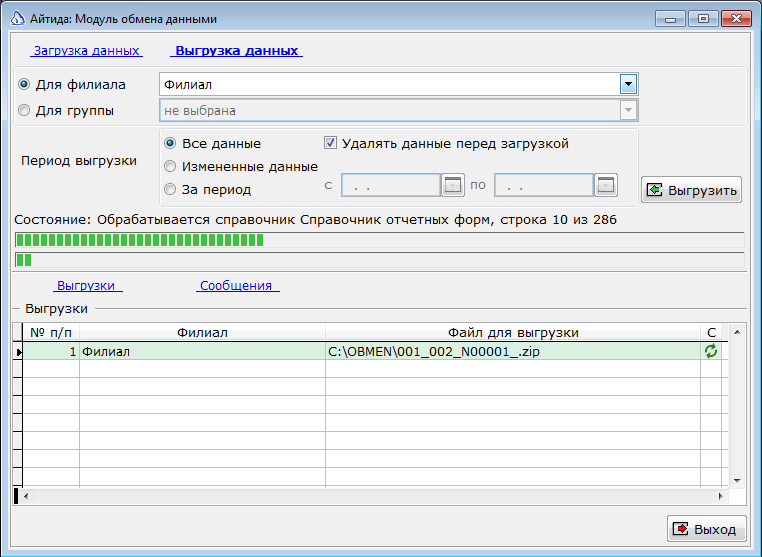 Айтида: Модуль обмена данными
Загрузка данных Выгрузка данных
Для филиала Филиал
Для группы не выбрана
Период выгрузки
Все данные Удалять данные перед загрузкой
Измененные данные
За период с . . по . .
Выгрузить
Состояние: Обрабатывается справочник Справочник отчетных форм, строка 10 из 286
Выгрузки Сообщения
Выгрузки
№ п/п Филиал Файл для выгрузки С
1 Филиал C:\OBMEN\001_002_N00001_.zip
Выход